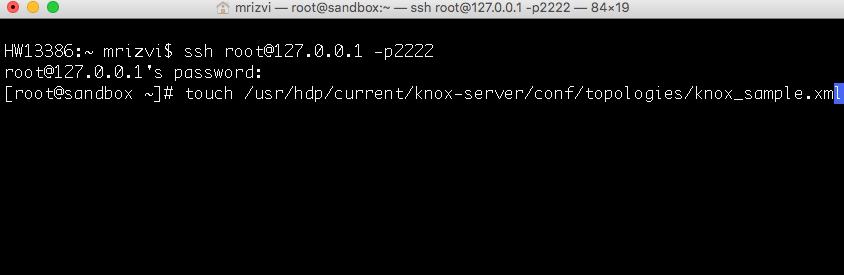 mrizvi — root@sandbox:~ — ssh root@127.0.0.1 -p2222 — 84×19
HW13386:~ mrizvi$ ssh root@127.0.0.1 -p2222
root@127.0.0.1's password:
[root@sandbox ~]# touch /usr/hdp/current/knox-server/conf/topologies/knox_sample.xml